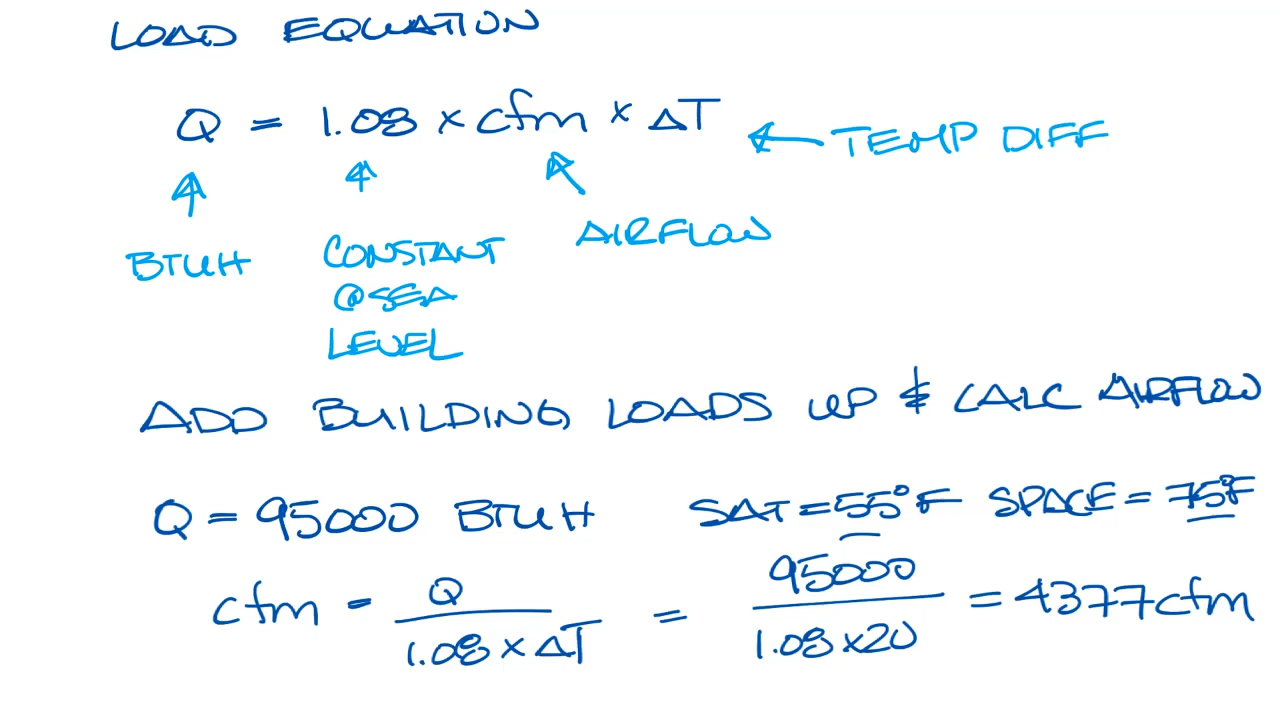 LOAD EQUATION
Q = 1.08 × cfm × ΔT
← TEMP DIFF
BTUH
CONSTANT
@SEA
LEVEL
AIRFLOW
ADD BUILDING LOADS UP & CALC AIRFLOW
Q = 95000 BTUH SAT = 55°F SPACE = 75°F
cfm = Q / 1.08 × ΔT = 95000 / 1.08 × 20 = 4377 cfm